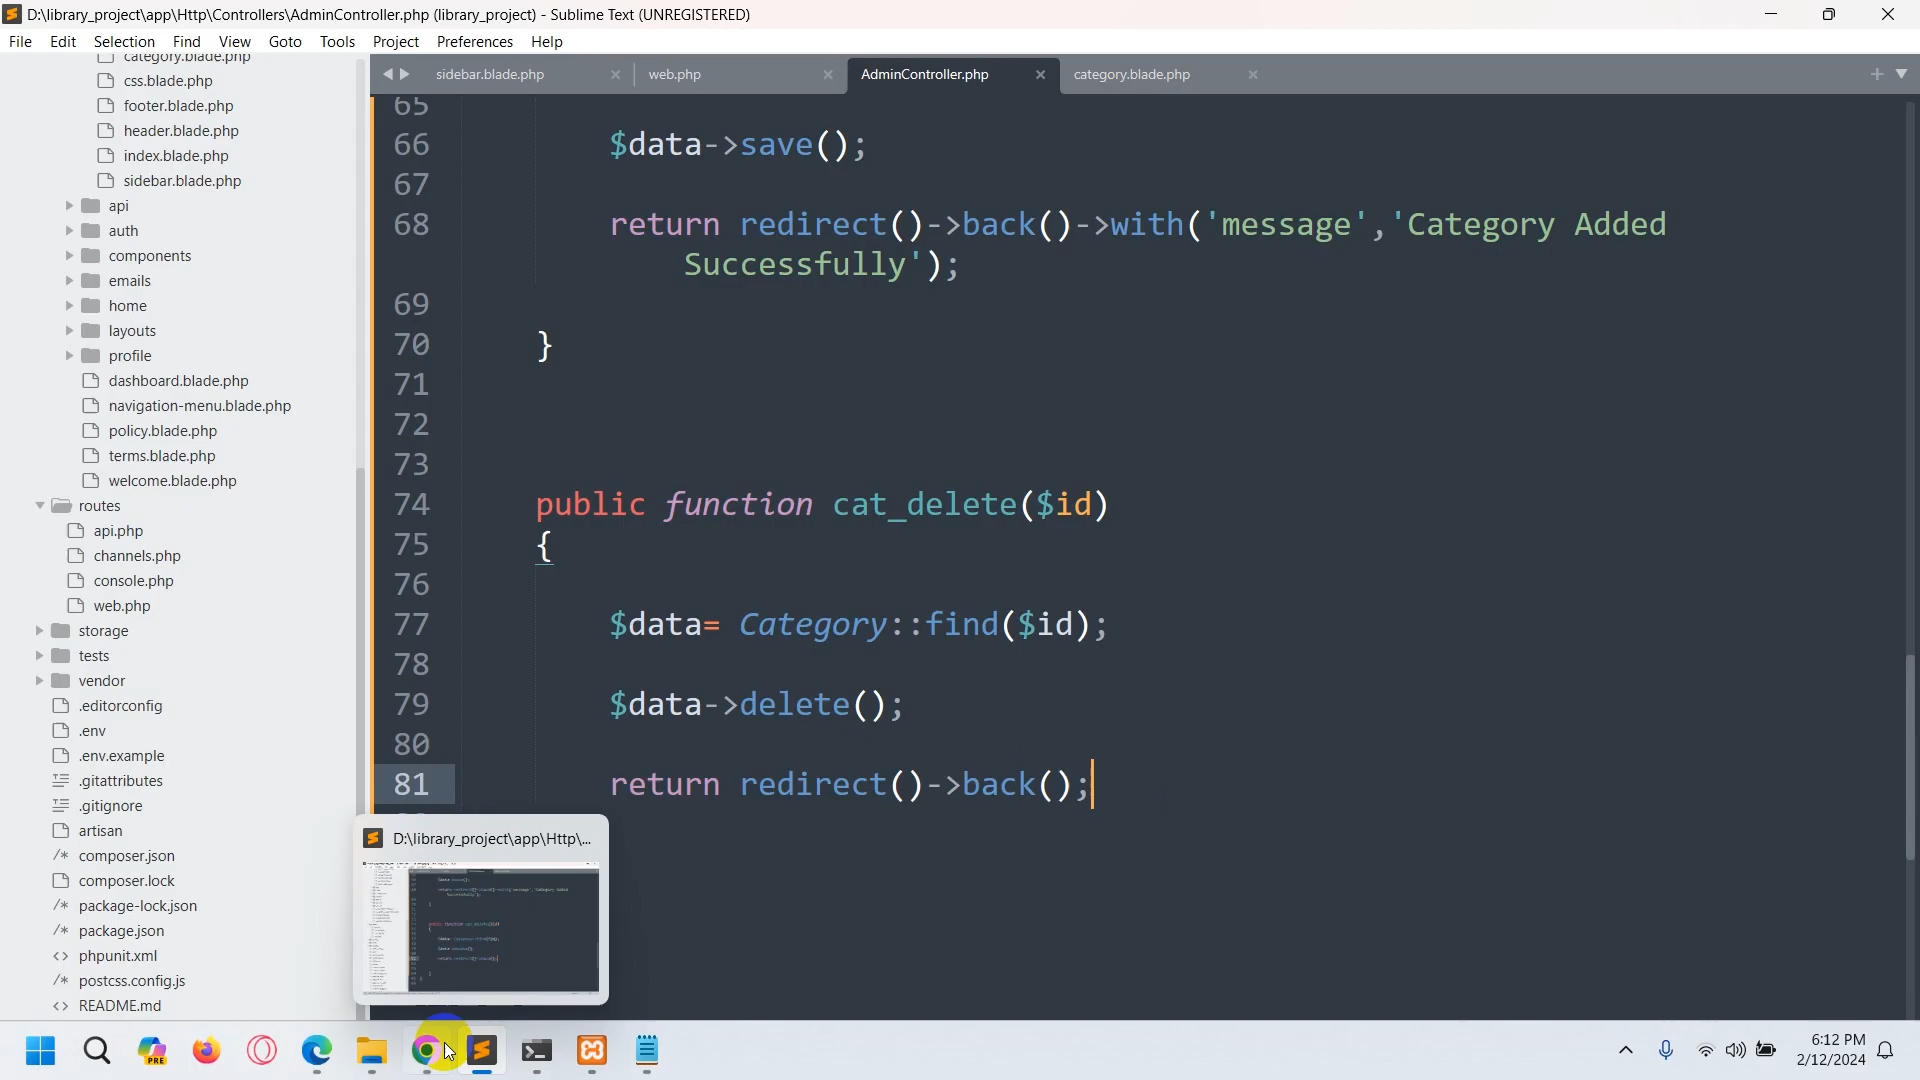 D:\library_project\app\Http\Controllers\AdminController.php (library_project) - Sublime Text (UNREGISTERED)
File Edit Selection Find View Goto Tools Project Preferences Help
category.blade.php
css.blade.php
footer.blade.php
header.blade.php
index.blade.php
sidebar.blade.php
api
auth
components
emails
home
layouts
profile
dashboard.blade.php
navigation-menu.blade.php
policy.blade.php
terms.blade.php
welcome.blade.php
routes
api.php
channels.php
console.php
web.php
storage
tests
vendor
.editorconfig
.env
.env.example
.gitattributes
.gitignore
artisan
composer.json
composer.lock
package-lock.json
package.json
phpunit.xml
postcss.config.js
README.md
sidebar.blade.php web.php AdminController.php category.blade.php
65
66 $data->save();
67
68 return redirect()->back()->with('message','Category Added
Successfully');
69
70 }
71
72
73
74 public function cat_delete($id)
75 {
76
77 $data= Category::find($id);
78
79 $data->delete();
80
81 return redirect()->back();
D:\library_project\app\Http\...
PRE
6:12 PM
2/12/2024